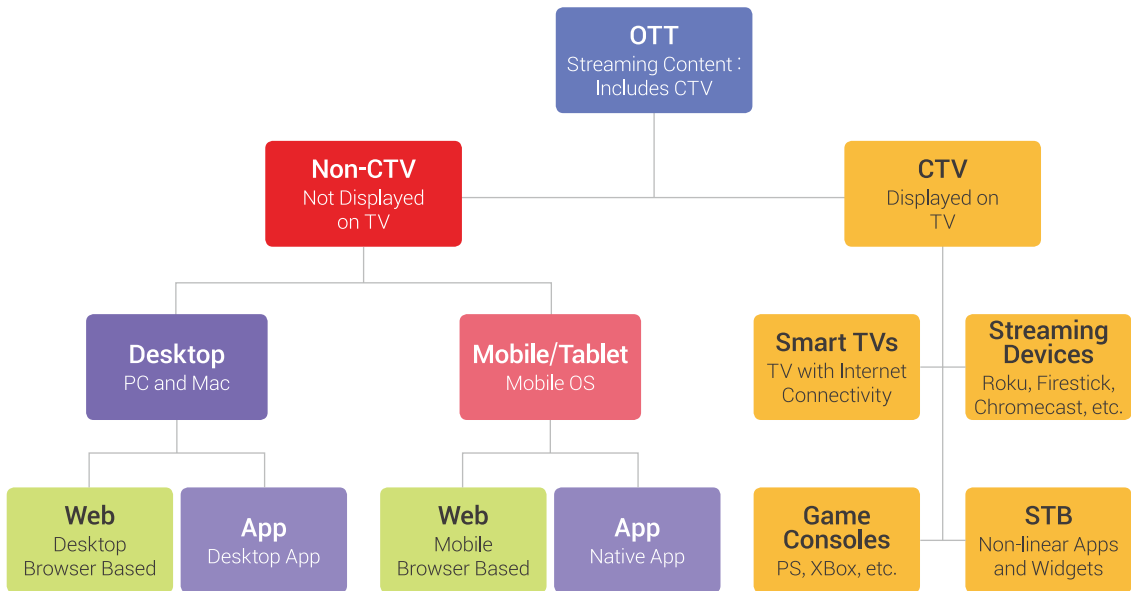 OTT
Streaming Content :
Includes CTV
Non-CTV
Not Displayed
on TV
CTV
Displayed on
TV
Desktop
PC and Mac
Mobile/Tablet
Mobile OS
Smart TVs
TV with Internet
Connectivity
Streaming
Devices
Roku, Firestick,
Chromecast, etc.
Web
Desktop
Browser Based
App
Desktop App
Web
Mobile
Browser Based
App
Native App
Game
Consoles
PS, XBox, etc.
STB
Non-linear Apps
and Widgets